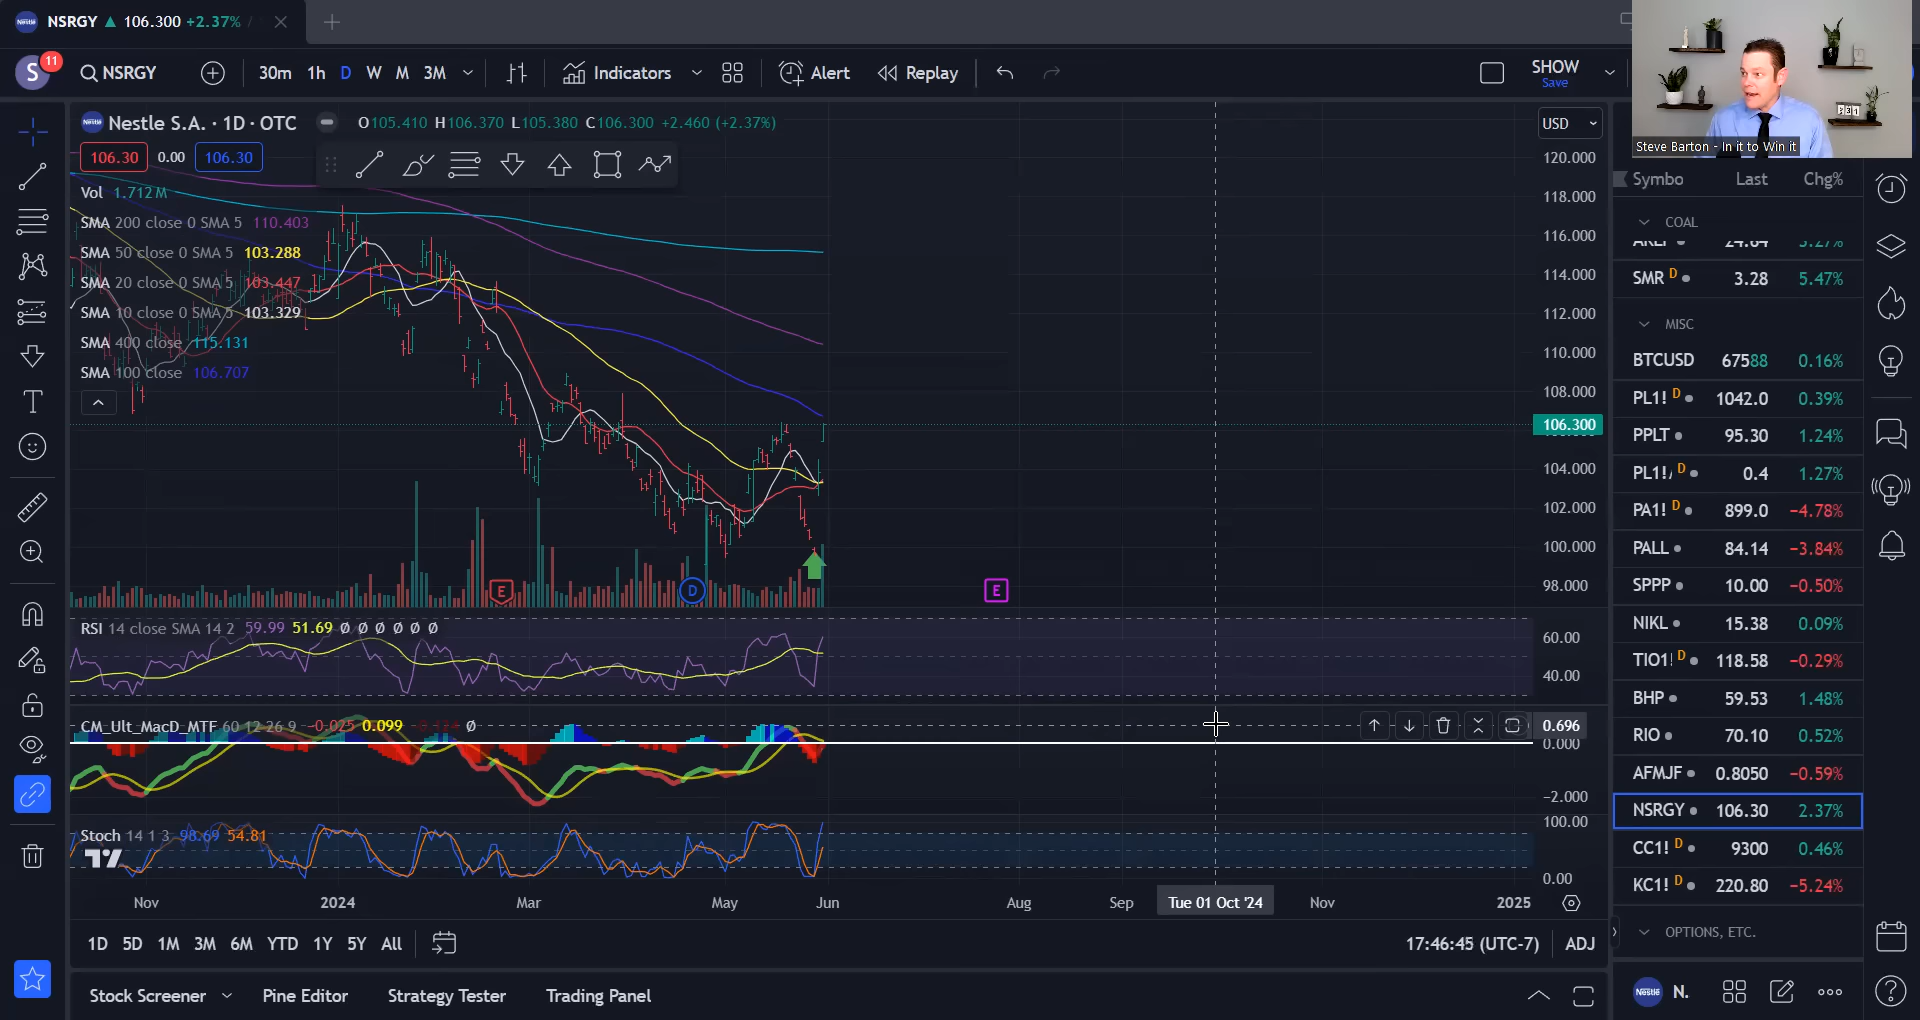 NSRGY ▲ 106.300 +2.37% /
S 11 NSRGY 30m 1h D W M 3M Indicators Alert Replay SHOW
Save
Steve Barton - In it to Win it
Nestle S.A. · 1D · OTC O105.410 H106.370 L105.380 C106.300 +2.460 (+2.37%)
106.30 0.00 106.30
Vol 1.712M
SMA 200 close 0 SMA 5 110.403
SMA 50 close 0 SMA 5 103.288
SMA 20 close 0 SMA 5 103.447
SMA 10 close 0 SMA 5 103.329
SMA 400 close 115.131
SMA 100 close 106.707
USD
120.000
118.000
116.000
114.000
112.000
110.000
108.000
106.300
104.000
102.000
100.000
98.000
E D E
RSI 14 close SMA 14 2 59.99 51.69 Ø Ø Ø Ø Ø Ø
60.00
40.00
CM_Ult_MacD_MTF 60 12 26 9 −0.025 0.099 Ø
0.696
0.000
−2.000
Stoch 14 1 3 98.69 54.81
100.00
0.00
Nov 2024 Mar May Jun Aug Sep Tue 01 Oct '24 Nov 2025
1D 5D 1M 3M 6M YTD 1Y 5Y All 17:46:45 (UTC-7) ADJ
Stock Screener Pine Editor Strategy Tester Trading Panel
Symbo Last Chg%
COAL
SMR D 3.28 5.47%
MISC
BTCUSD 67588 0.16%
PL1! D 1042.0 0.39%
PPLT 95.30 1.24%
PL1!/ D 0.4 1.27%
PA1! D 899.0 −4.78%
PALL 84.14 −3.84%
SPPP 10.00 −0.50%
NIKL 15.38 0.09%
TIO1! D 118.58 −0.29%
BHP 59.53 1.48%
RIO 70.10 0.52%
AFMJF 0.8050 −0.59%
NSRGY 106.30 2.37%
CC1! D 9300 0.46%
KC1! D 220.80 −5.24%
OPTIONS, ETC.
Nestle N.